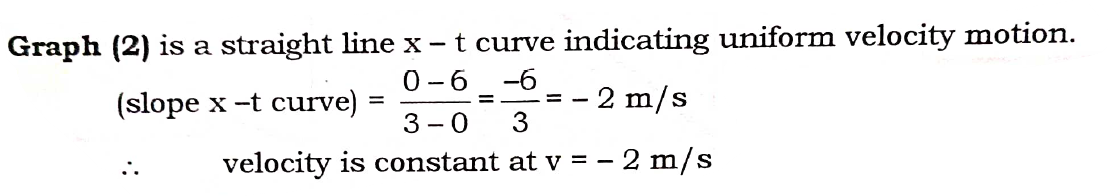 Graph (2) is a straight line x – t curve indicating uniform velocity motion.
(slope x –t curve) = (0 – 6)/(3 – 0) = –6/3 = – 2 m/s
∴ velocity is constant at v = – 2 m/s